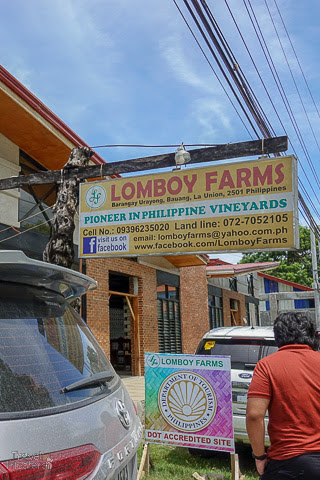 LOMBOY FARMS
Barangay Urayong, Bauang, La Union, 2501 Philippines
PIONEER IN PHILIPPINE VINEYARDS
Cell No.: 09396235020 Land line: 072-7052105
visit us on facebook
email: lomboyfarms@yahoo.com.ph
www.facebook.com/LomboyFarms
LOMBOY FARMS
DEPARTMENT OF TOURISM
PHILIPPINES
DOT ACCREDITED SITE